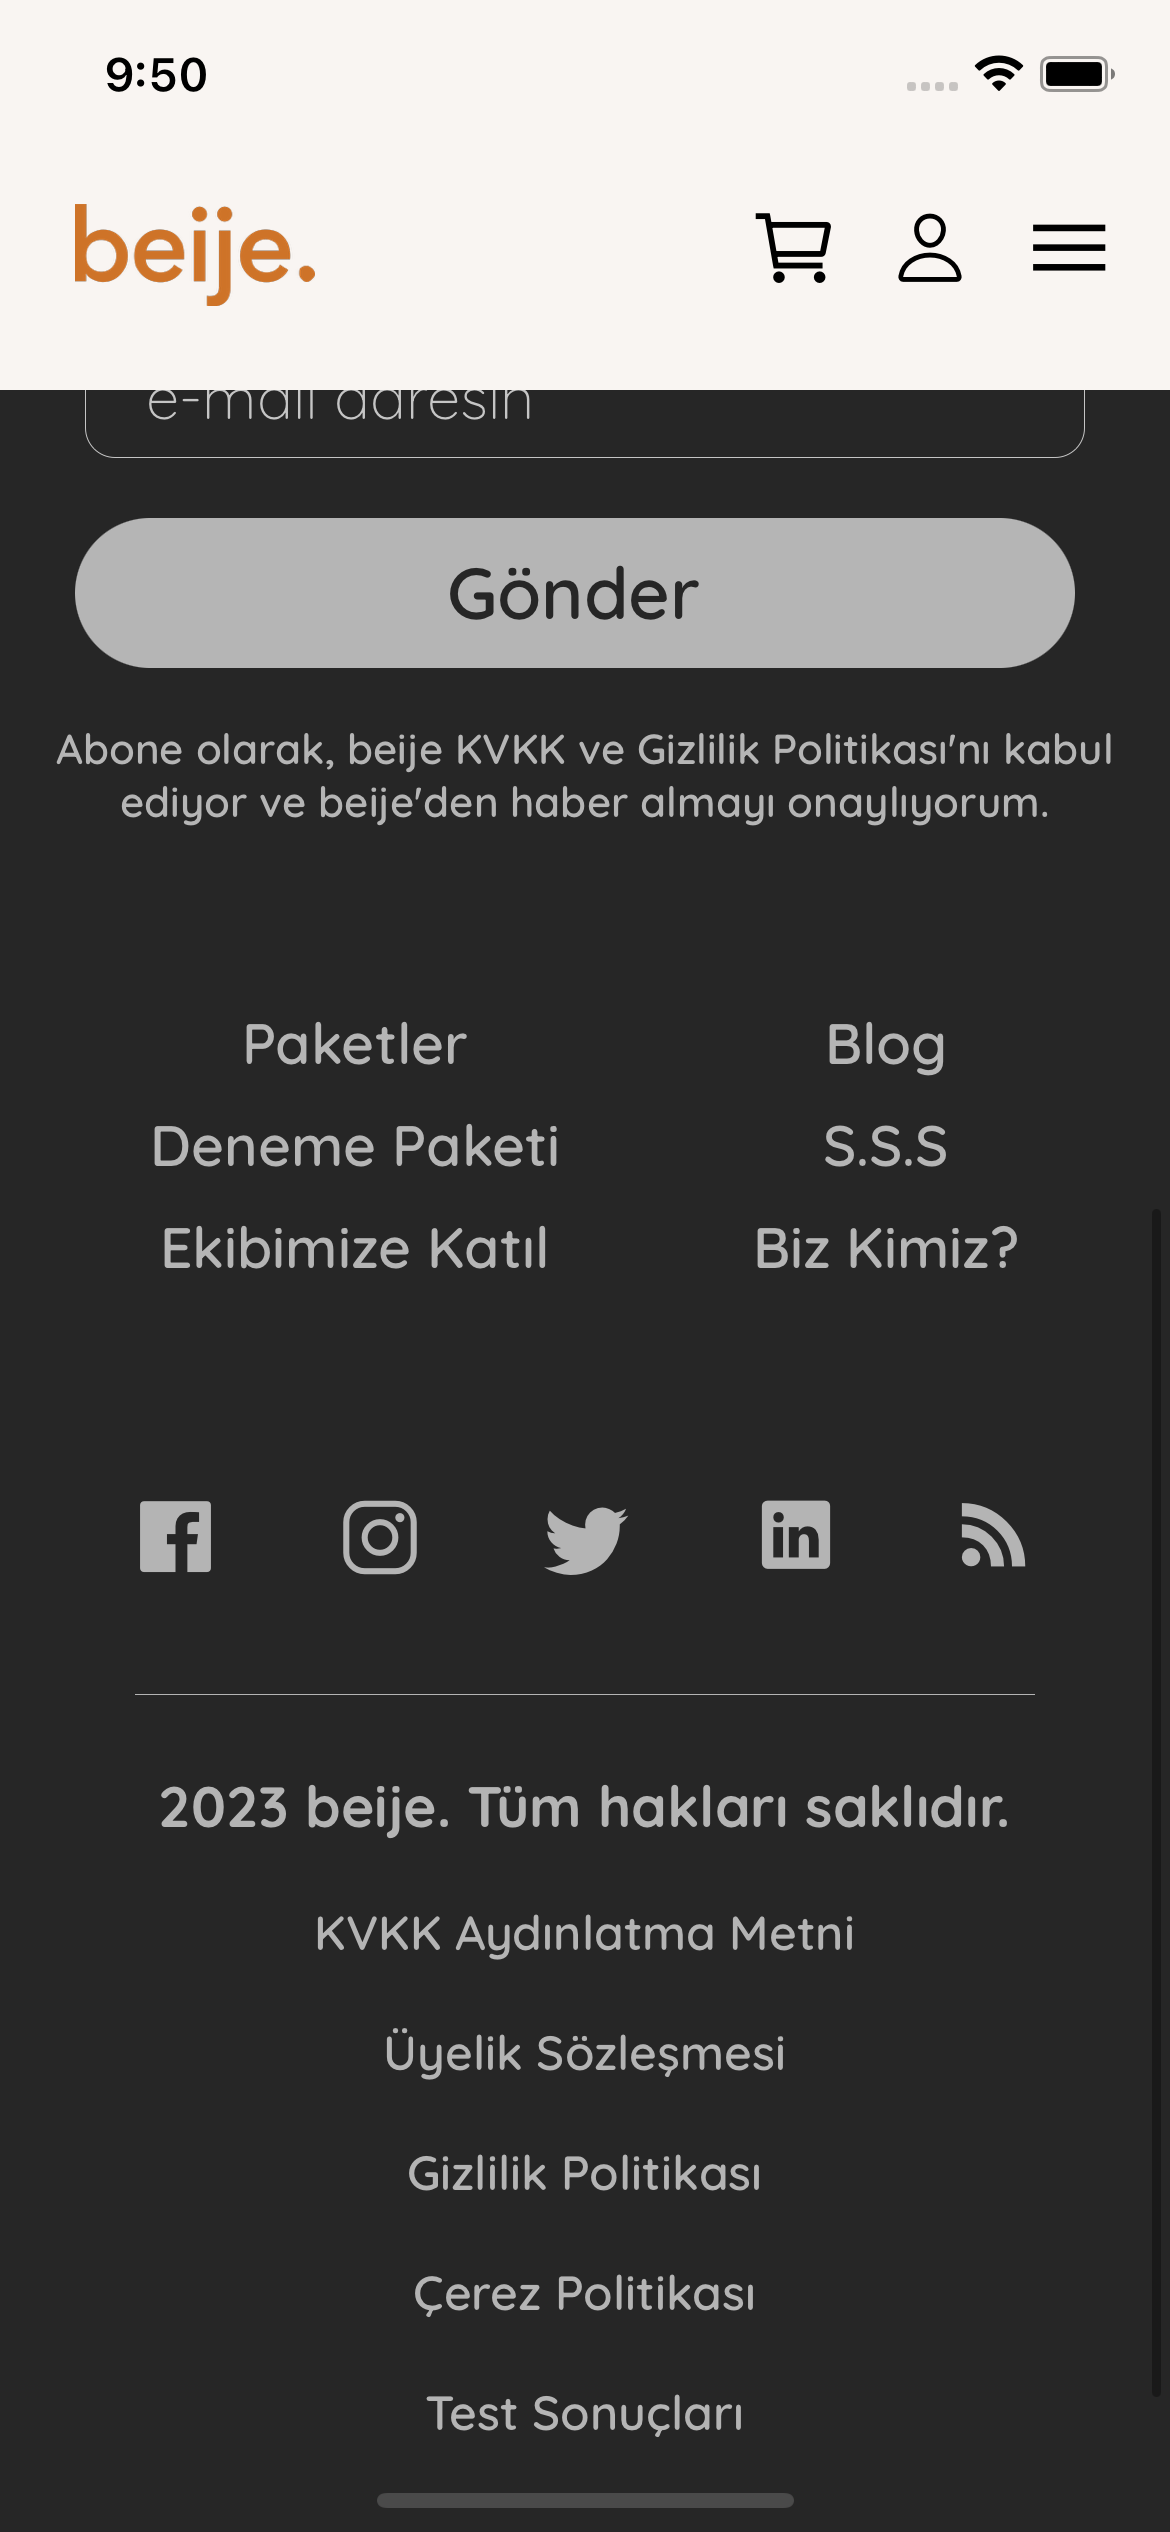 9:50
beije.
e-mail adresin
Gönder
Abone olarak, beije KVKK ve Gizlilik Politikası'nı kabul
ediyor ve beije'den haber almayı onaylıyorum.
Paketler
Blog
Deneme Paketi
S.S.S
Ekibimize Katıl
Biz Kimiz?
2023 beije. Tüm hakları saklıdır.
KVKK Aydınlatma Metni
Üyelik Sözleşmesi
Gizlilik Politikası
Çerez Politikası
Test Sonuçları